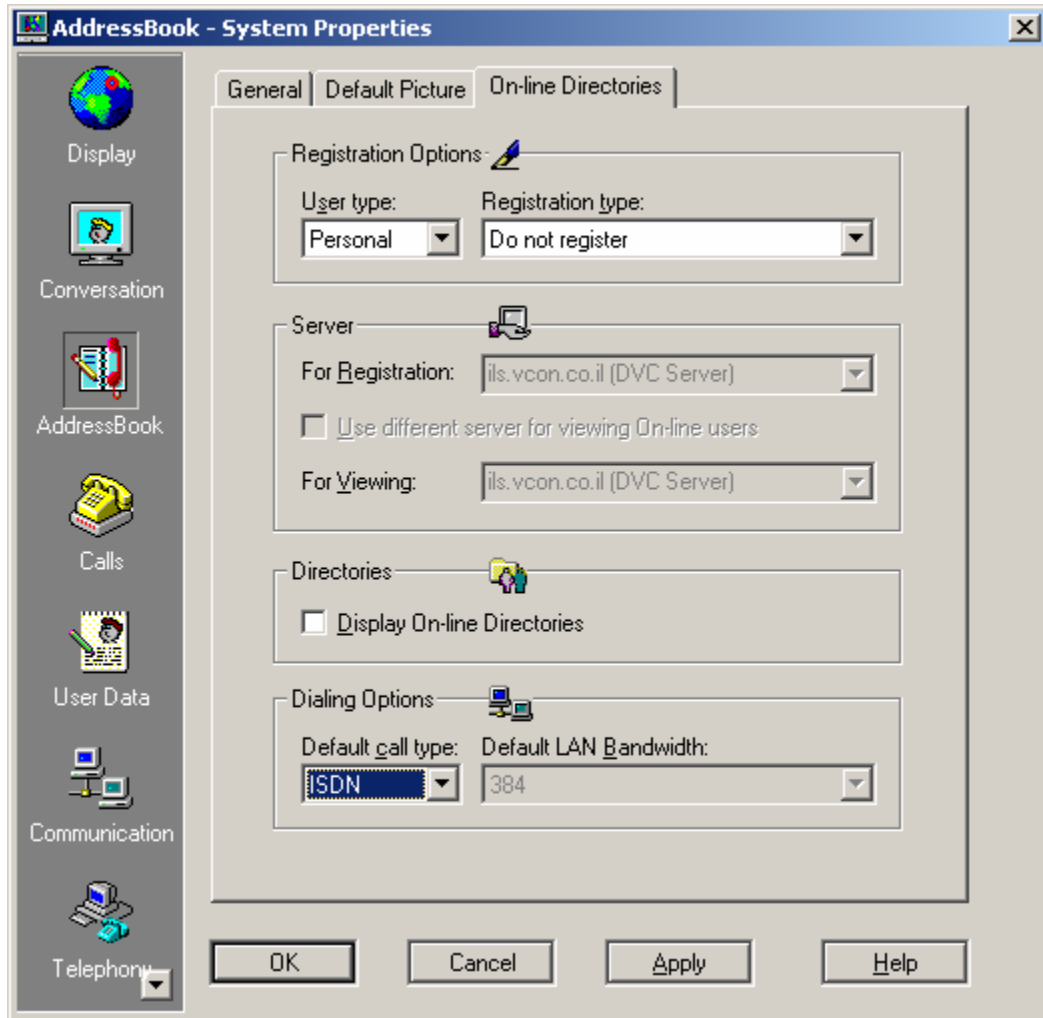 AddressBook - System Properties
Display
Conversation
AddressBook
Calls
User Data
Communication
Telephony
General Default Picture On-line Directories
Registration Options
User type: Registration type:
Personal Do not register
Server
For Registration: ils.vcon.co.il (DVC Server)
Use different server for viewing On-line users
For Viewing: ils.vcon.co.il (DVC Server)
Directories
Display On-line Directories
Dialing Options
Default call type: Default LAN Bandwidth:
ISDN 384
OK Cancel Apply Help